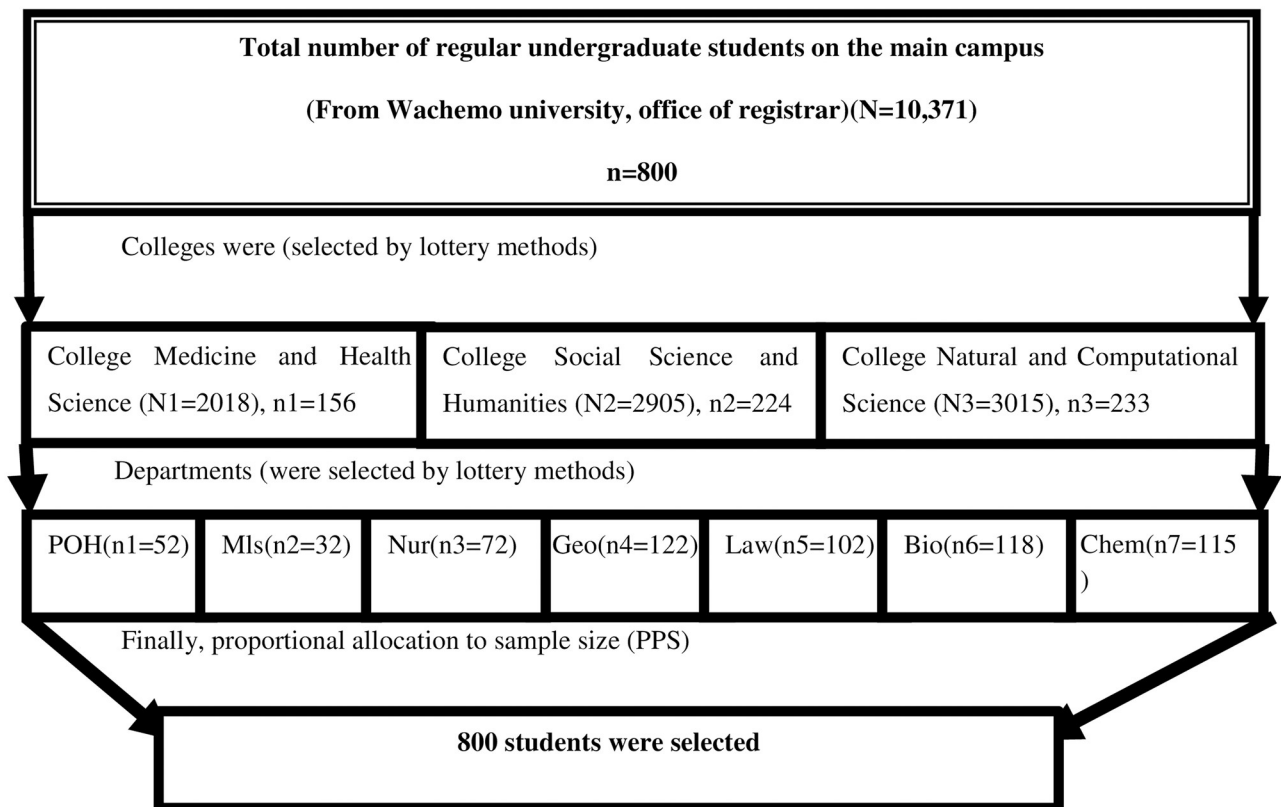 Total number of regular undergraduate students on the main campus
(From Wachemo university, office of registrar)(N=10,371)
n=800
Colleges were (selected by lottery methods)
College Medicine and Health
Science (N1=2018), n1=156
College Social Science and
Humanities (N2=2905), n2=224
College Natural and Computational
Science (N3=3015), n3=233
Departments (were selected by lottery methods)
POH(n1=52)
Mls(n2=32)
Nur(n3=72)
Geo(n4=122)
Law(n5=102)
Bio(n6=118)
Chem(n7=115
)
Finally, proportional allocation to sample size (PPS)
800 students were selected